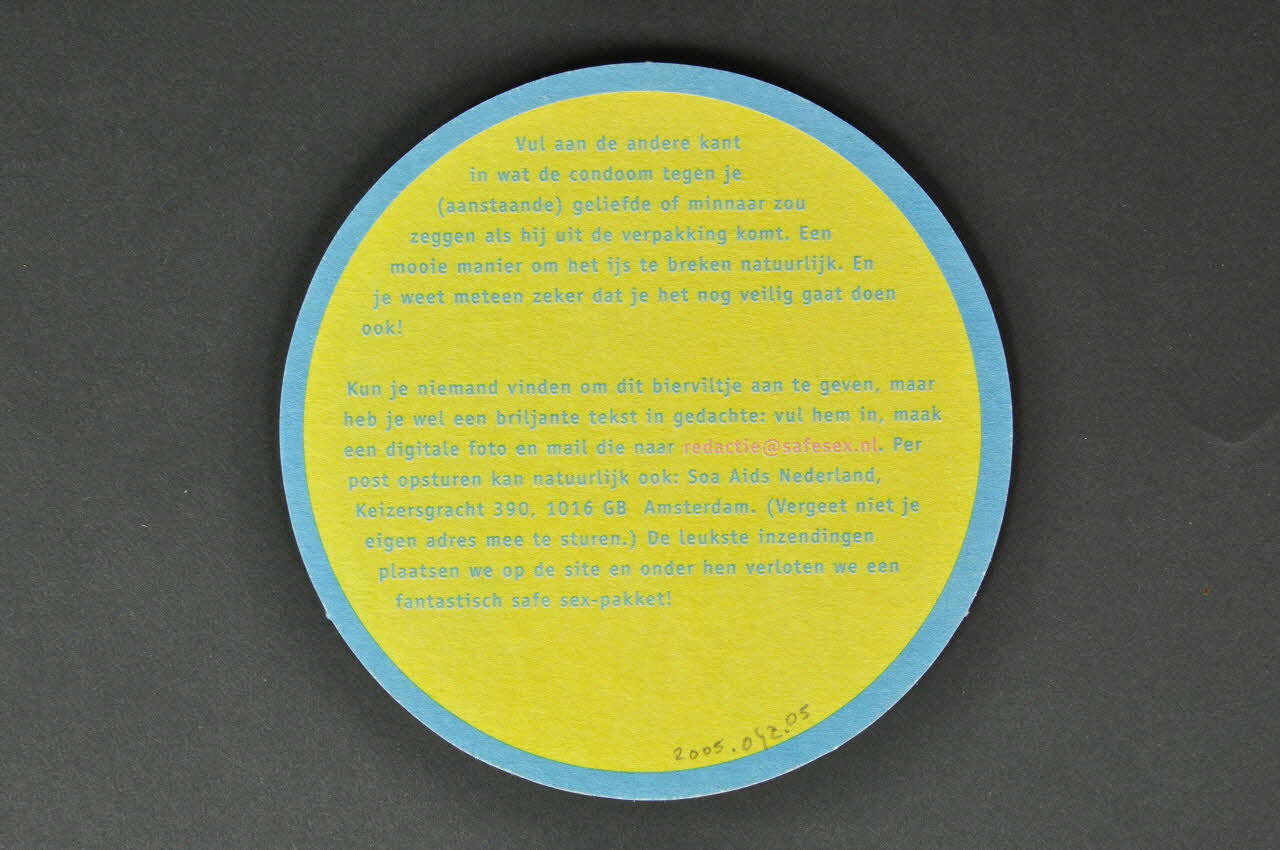 Vul aan de andere kant
in wat de condoom tegen je
(aanstaande) geliefde of minnaar zou
zeggen als hij uit de verpakking komt. Een
mooie manier om het ijs te breken natuurlijk. En
je weet meteen zeker dat je het nog veilig gaat doen
ook!
Kun je niemand vinden om dit bierviltje aan te geven, maar
heb je wel een briljante tekst in gedachte: vul hem in, maak
een digitale foto en mail die naar redactie@safesex.nl. Per
post opsturen kan natuurlijk ook: Soa Aids Nederland,
Keizersgracht 390, 1016 GB Amsterdam. (Vergeet niet je
eigen adres mee te sturen.) De leukste inzendingen
plaatsen we op de site en onder hen verloten we een
fantastisch safe sex-pakket!